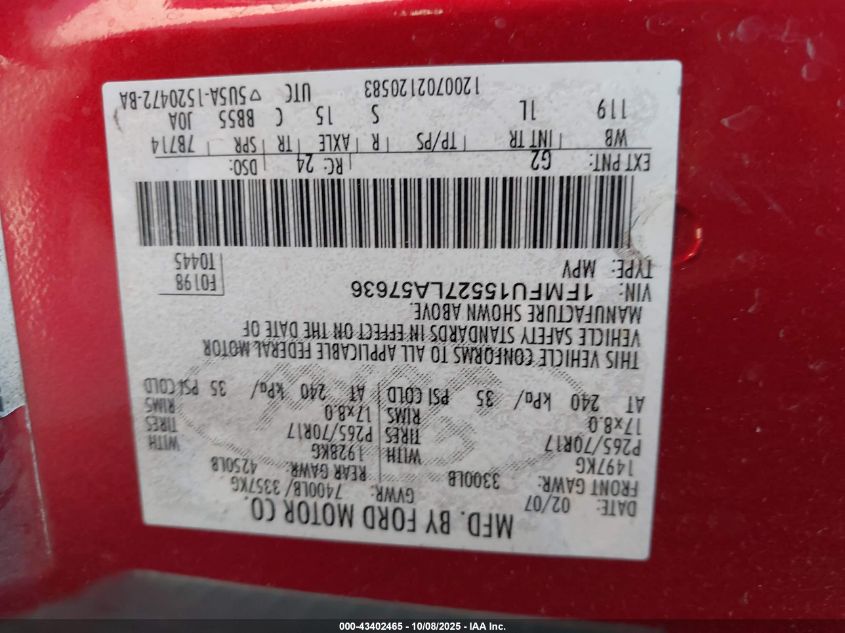 MFD. BY FORD MOTOR CO.
DATE: 02/07 GVWR: 7400LB/ 3357KG
FRONT GAWR: 3300LB REAR GAWR: 4250LB
1497KG WITH 1928KG WITH
P265/70R17 TIRES P265/70R17 TIRES
17x8.0 RIMS 17x8.0 RIMS
AT 240 kPa/ 35 PSI COLD AT 240 kPa/ 35 PSI COLD
THIS VEHICLE CONFORMS TO ALL APPLICABLE FEDERAL MOTOR
VEHICLE SAFETY STANDARDS IN EFFECT ON THE DATE OF
MANUFACTURE SHOWN ABOVE.
VIN: 1FMFU15527LA57636 F0198
TYPE: MPV T0445
EXT PNT: G2 RC: 24 DSO:
WB INT TR TP/PS R AXLE TR SPR 7B714
119 1L S 15 C BB55 J0A
1200702120583 UTC ▽5U5A-1520472-BA
000-43402465 - 10/08/2025 - IAA Inc.